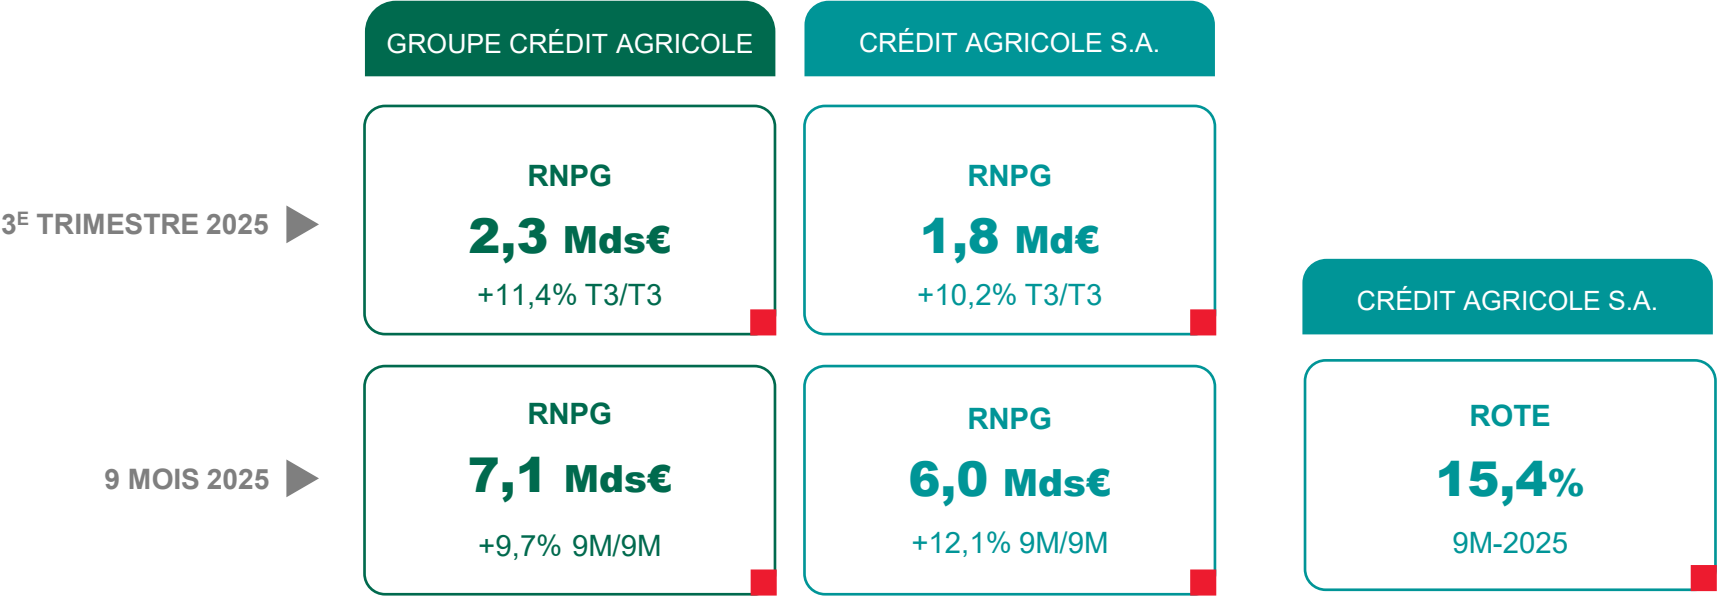 GROUPE CRÉDIT AGRICOLE
CRÉDIT AGRICOLE S.A.
3E TRIMESTRE 2025
RNPG
2,3 Mds€
+11,4% T3/T3
RNPG
1,8 Md€
+10,2% T3/T3
9 MOIS 2025
RNPG
7,1 Mds€
+9,7% 9M/9M
RNPG
6,0 Mds€
+12,1% 9M/9M
CRÉDIT AGRICOLE S.A.
ROTE
15,4%
9M-2025